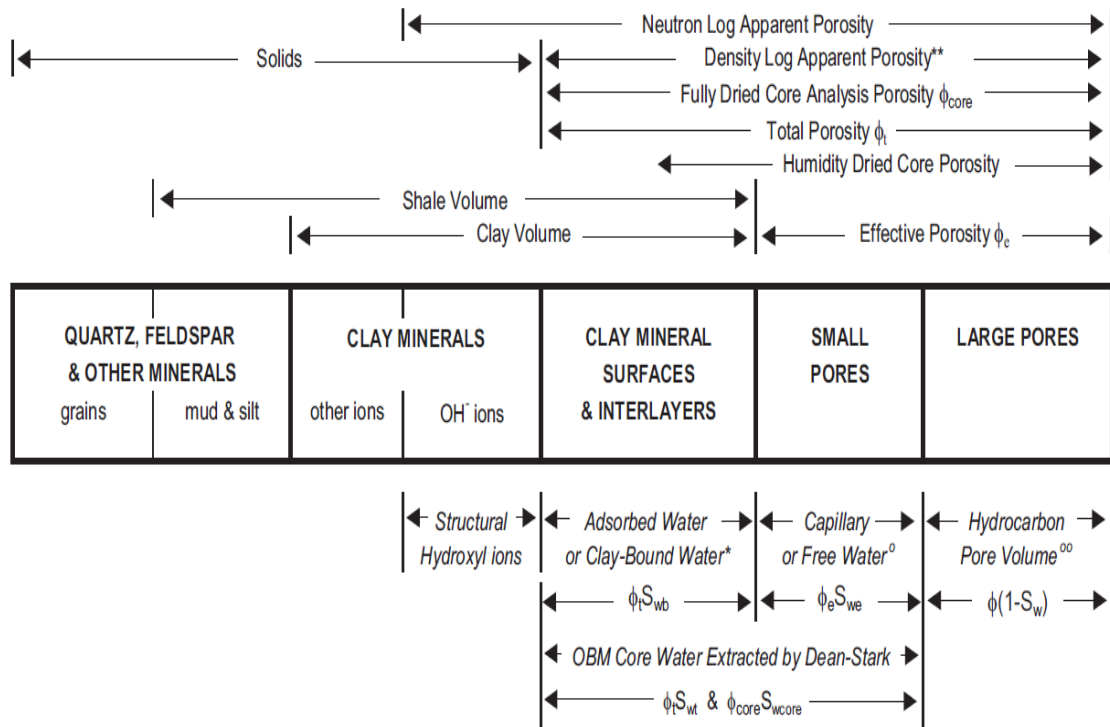 Neutron Log Apparent Porosity
Solids
Density Log Apparent Porosity**
Fully Dried Core Analysis Porosity ϕcore
Total Porosity ϕt
Humidity Dried Core Porosity
Shale Volume
Clay Volume
Effective Porosity ϕe
QUARTZ, FELDSPAR
& OTHER MINERALS
grains
mud & silt
CLAY MINERALS
other ions
OH- ions
CLAY MINERAL
SURFACES
& INTERLAYERS
SMALL
PORES
LARGE PORES
Structural
Hydroxyl ions
Adsorbed Water
or Clay-Bound Water*
Capillary
or Free Water^o
Hydrocarbon
Pore Volume^oo
ϕtSwb
ϕeSwe
ϕ(1-Sw)
OBM Core Water Extracted by Dean-Stark
ϕtSwt & ϕcoreSwcore